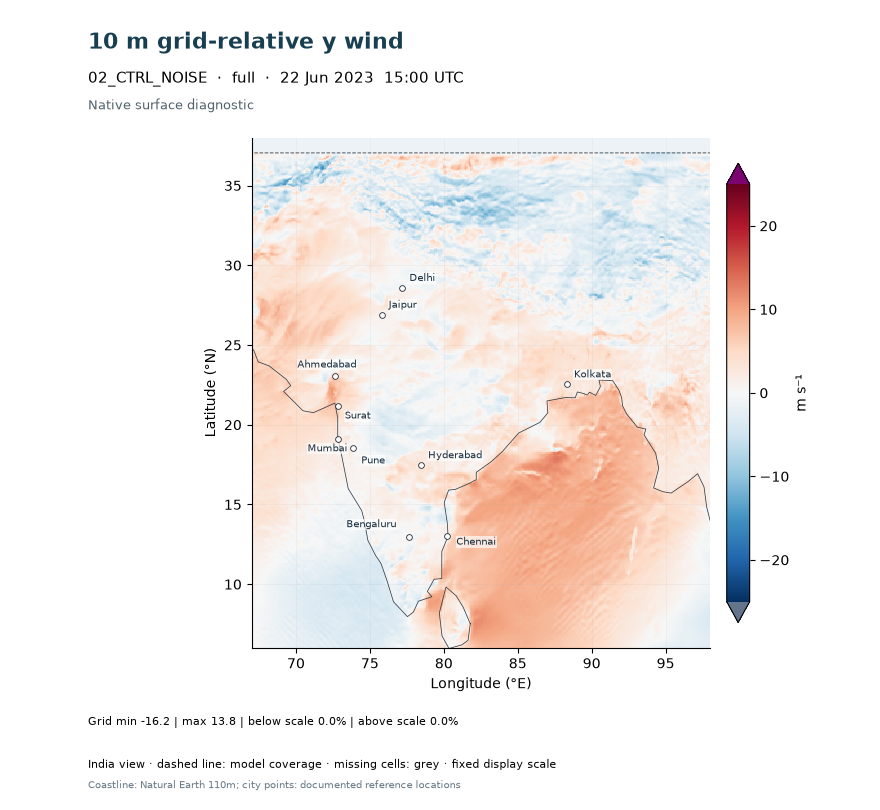 10 m grid-relative y wind
02_CTRL_NOISE · full · 22 Jun 2023 15:00 UTC
Native surface diagnostic
35
30
25
20
15
10
Latitude (°N)
70
75
80
85
90
95
Longitude (°E)
Delhi
Jaipur
Ahmedabad
Kolkata
Surat
Mumbai
Pune
Hyderabad
Bengaluru
Chennai
20
10
0
−10
−20
m s⁻¹
Grid min -16.2 | max 13.8 | below scale 0.0% | above scale 0.0%
India view · dashed line: model coverage · missing cells: grey · fixed display scale
Coastline: Natural Earth 110m; city points: documented reference locations